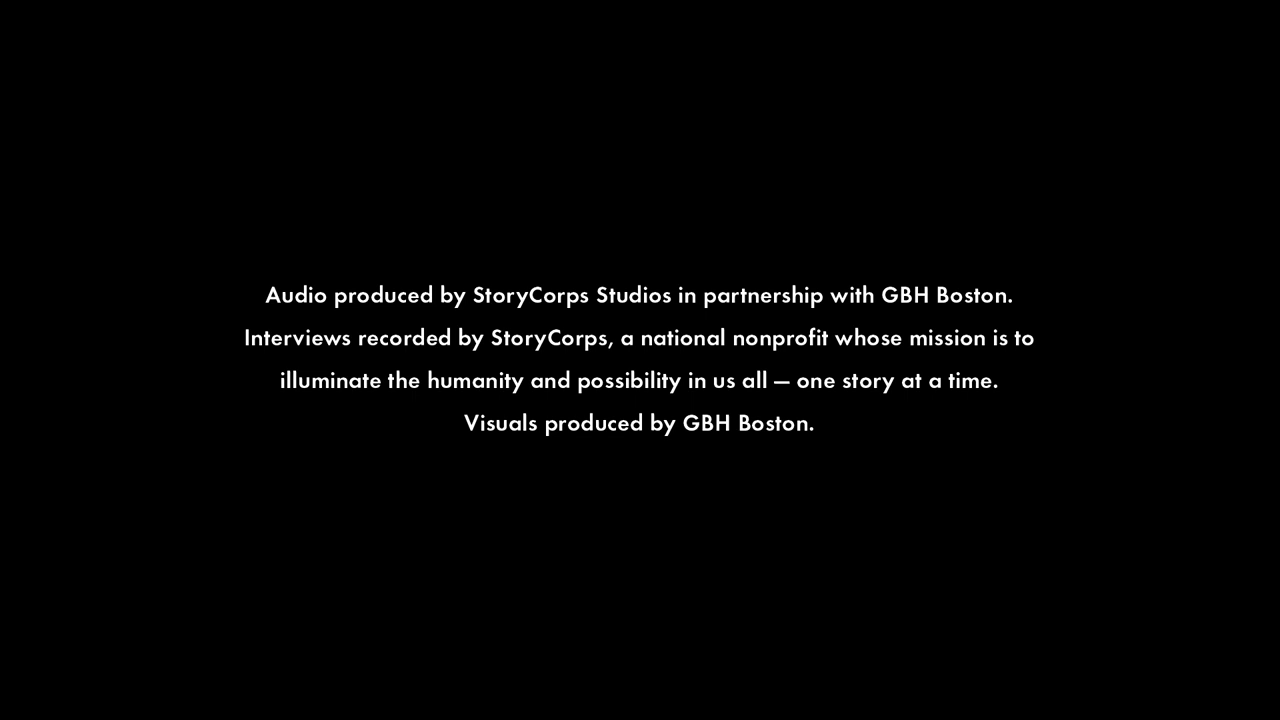 Audio produced by StoryCorps Studios in partnership with GBH Boston.
Interviews recorded by StoryCorps, a national nonprofit whose mission is to
illuminate the humanity and possibility in us all — one story at a time.
Visuals produced by GBH Boston.